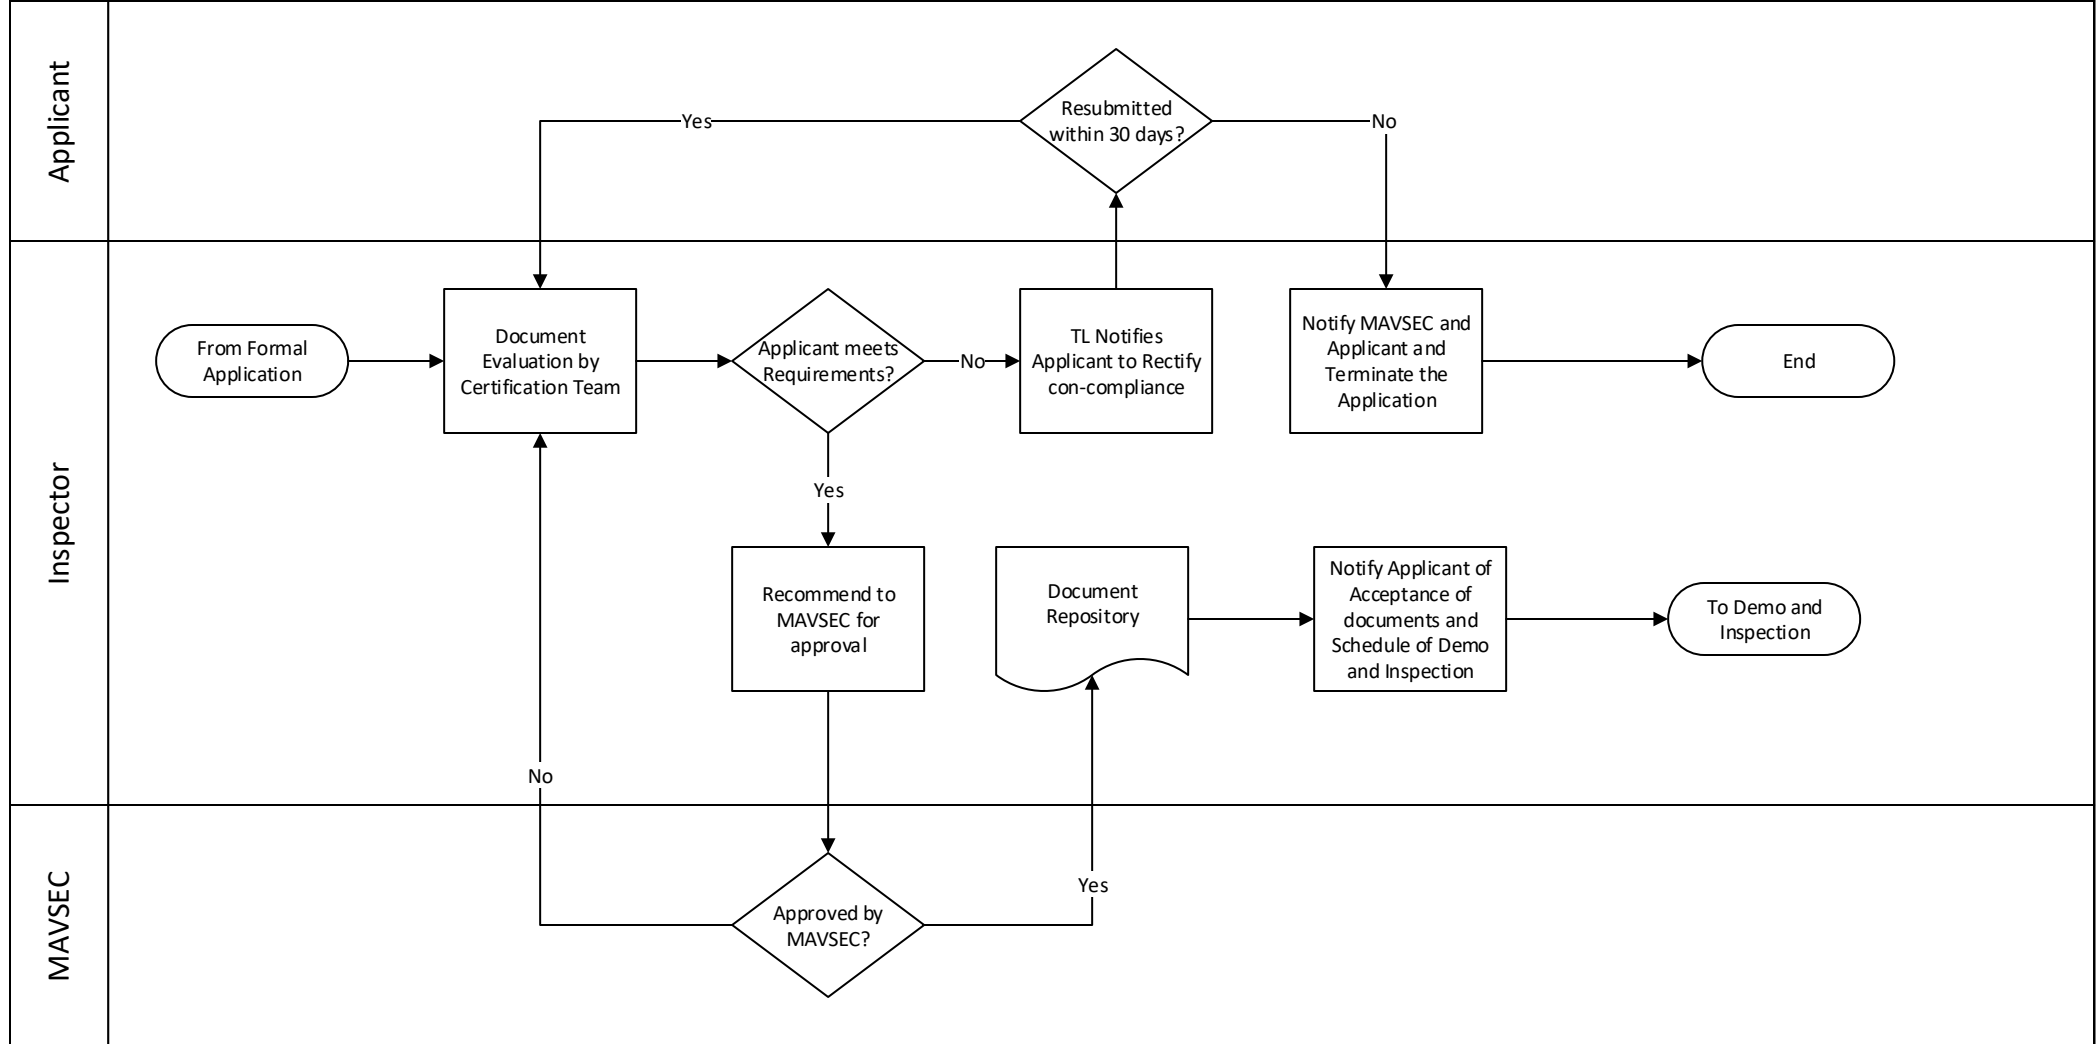 Applicant
Resubmitted
within 30 days?
Yes
No
Inspector
From Formal
Application
Document
Evaluation by
Certification Team
Applicant meets
Requirements?
No
TL Notifies
Applicant to Rectify
con-compliance
Notify MAVSEC and
Applicant and
Terminate the
Application
End
Yes
Recommend to
MAVSEC for
approval
Document
Repository
Notify Applicant of
Acceptance of
documents and
Schedule of Demo
and Inspection
To Demo and
Inspection
No
MAVSEC
Approved by
MAVSEC?
Yes